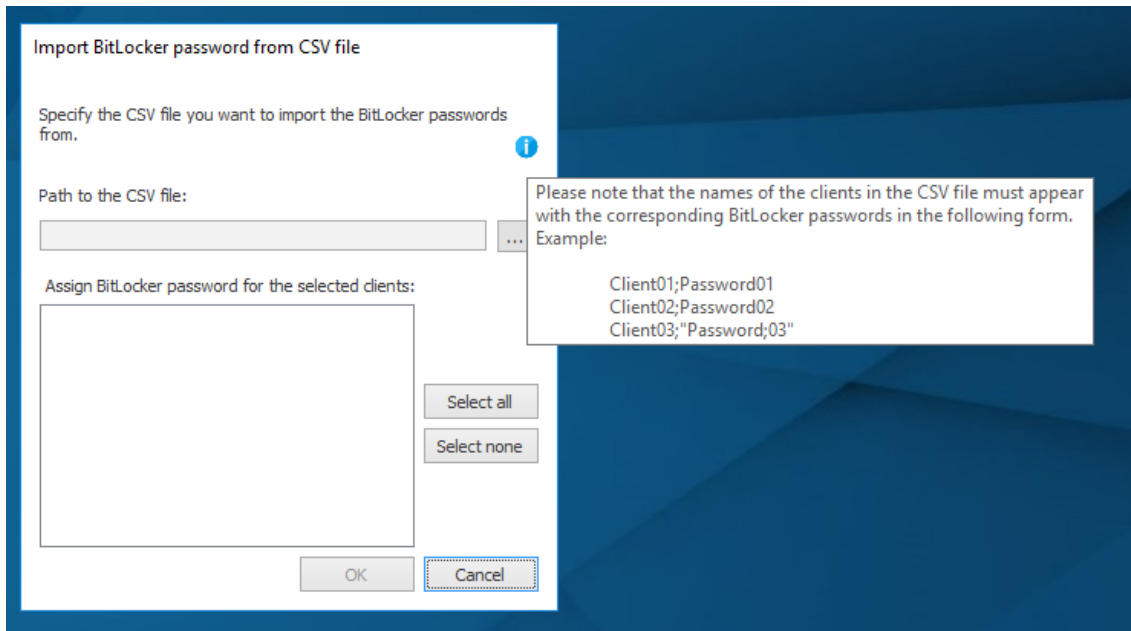 Import BitLocker password from CSV file
Specify the CSV file you want to import the BitLocker passwords
from.
i
Path to the CSV file:
...
Please note that the names of the clients in the CSV file must appear
with the corresponding BitLocker passwords in the following form.
Example:
Client01;Password01
Client02;Password02
Client03;"Password;03"
Assign BitLocker password for the selected clients:
Select all
Select none
OK
Cancel